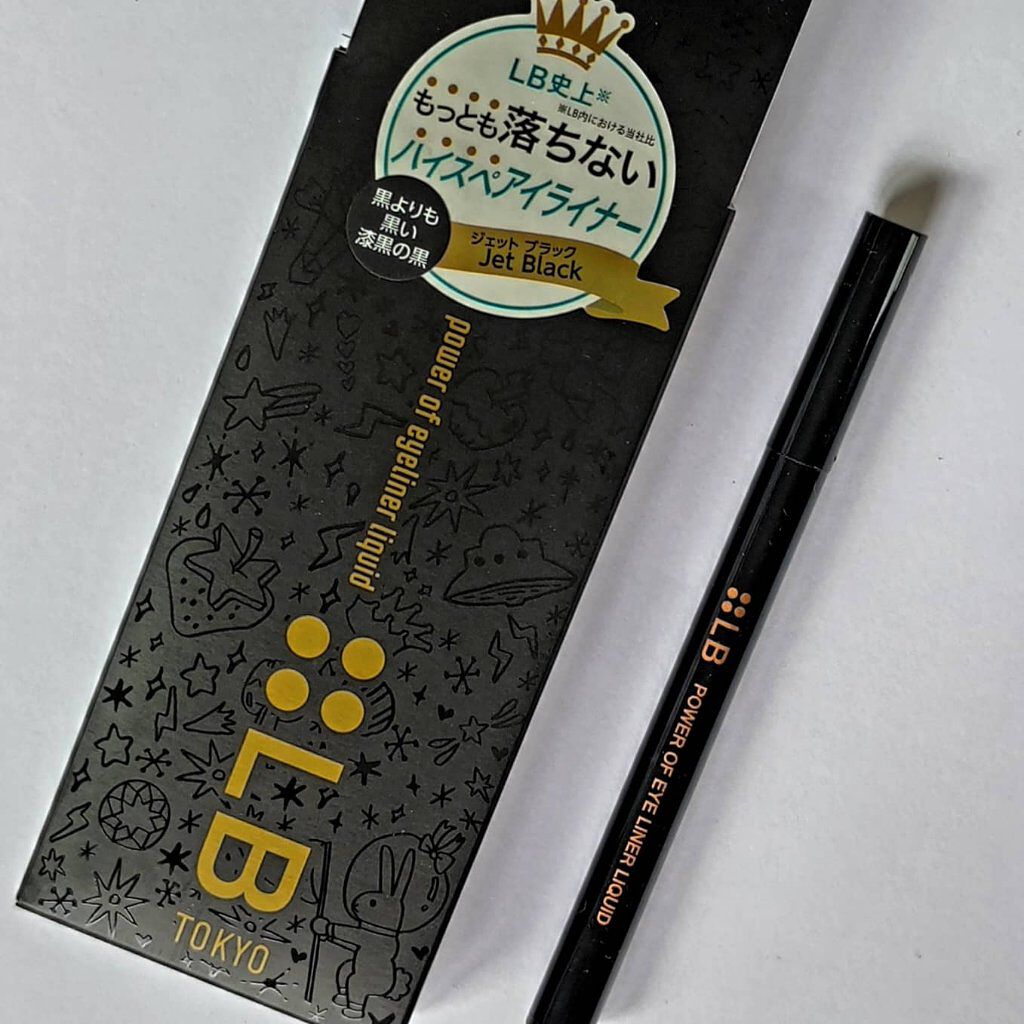 LB史上※
※LB内における当社比
もっとも落ちない
ハイスペアイライナー
黒よりも
黒い
漆黒の黒
ジェット ブラック
Jet Black
power of eyeliner liquid
LB
TOKYO
LB POWER OF EYE LINER LIQUID